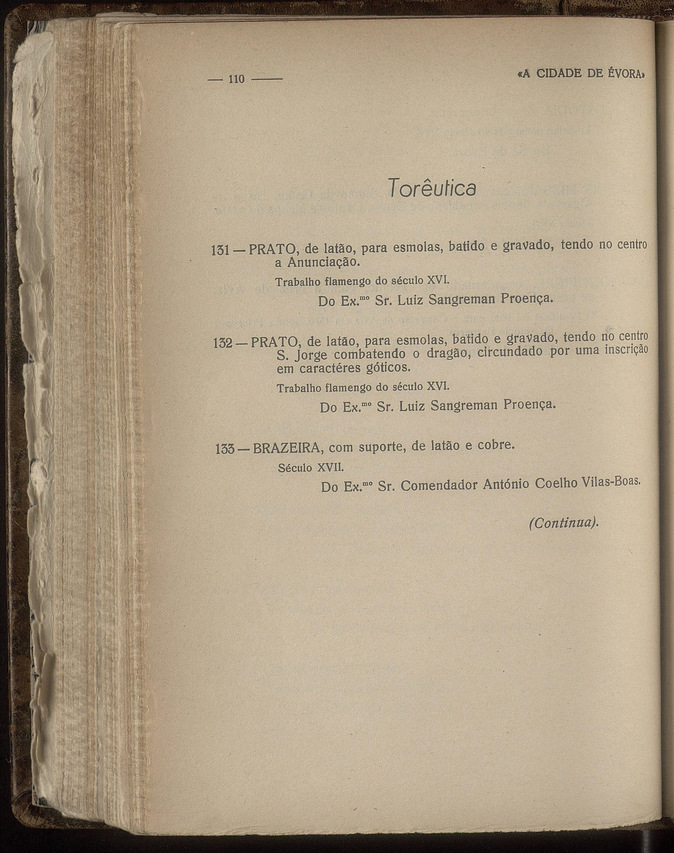 — 110 —
«A CIDADE DE ÉVORA»
Torêutica
131 — PRATO, de latão, para esmolas, batido e gravado, tendo no centro
a Anunciação.
Trabalho flamengo do século XVI.
Do Ex.mo Sr. Luiz Sangreman Proença.
132 — PRATO, de latão, para esmolas, batido e gravado, tendo no centro
S. Jorge combatendo o dragão, circundado por uma inscrição
em caractéres góticos.
Trabalho flamengo do século XVI.
Do Ex.mo Sr. Luiz Sangreman Proença.
133 — BRAZEIRA, com suporte, de latão e cobre.
Século XVII.
Do Ex.mo Sr. Comendador António Coelho Vilas-Boas.
(Continua).